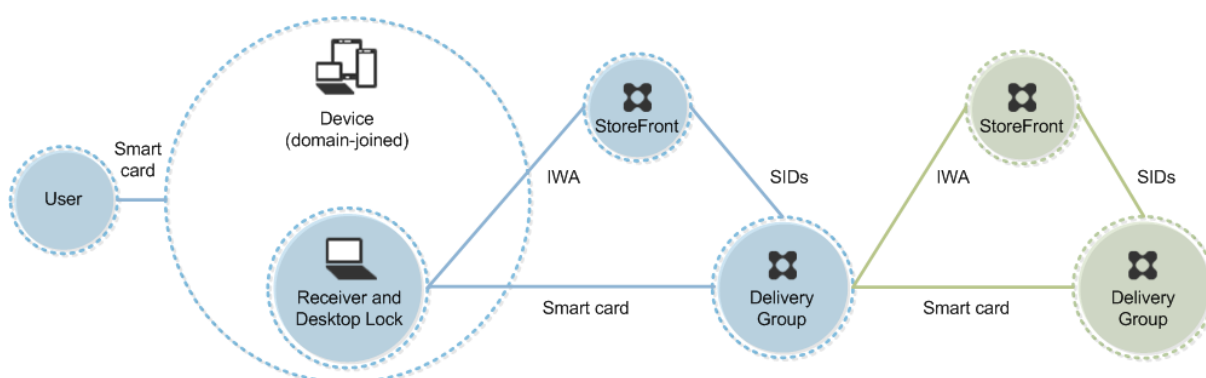 User
Smart
card
Device
(domain-joined)
Receiver and
Desktop Lock
IWA
StoreFront
SIDs
Smart card
Delivery
Group
IWA
StoreFront
SIDs
Smart card
Delivery
Group